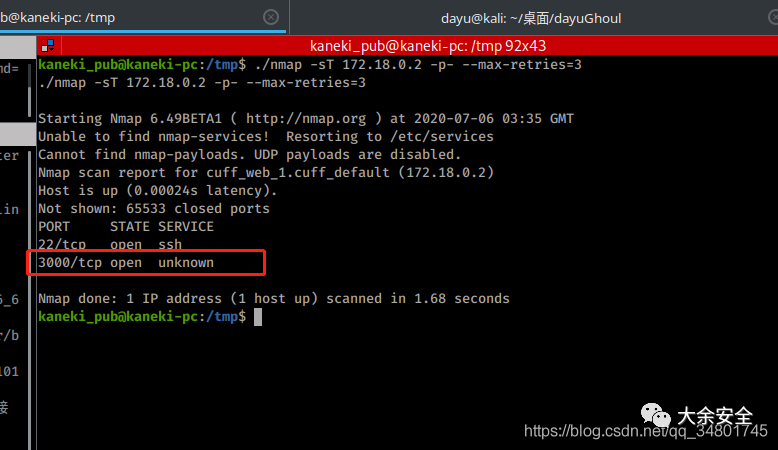 b@kaneki-pc: /tmp
dayu@kali: ~/桌面/dayuGhoul
kaneki_pub@kaneki-pc: /tmp 92x43
kaneki_pub@kaneki-pc:/tmp$ ./nmap -sT 172.18.0.2 -p- --max-retries=3
./nmap -sT 172.18.0.2 -p- --max-retries=3
Starting Nmap 6.49BETA1 ( http://nmap.org ) at 2020-07-06 03:35 GMT
Unable to find nmap-services!  Resorting to /etc/services
Cannot find nmap-payloads. UDP payloads are disabled.
Nmap scan report for cuff_web_1.cuff_default (172.18.0.2)
Host is up (0.00024s latency).
Not shown: 65533 closed ports
PORT     STATE SERVICE
22/tcp   open  ssh
3000/tcp open  unknown
Nmap done: 1 IP address (1 host up) scanned in 1.68 seconds
kaneki_pub@kaneki-pc:/tmp$
md=
ter
lin
6_6
r/b
101
接
大余安全
https://blog.csdn.net/qq_34801745